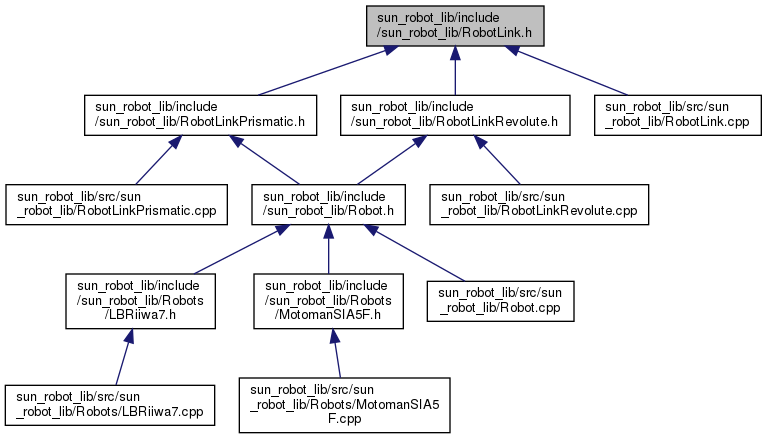 sun_robot_lib/include
/sun_robot_lib/RobotLink.h
sun_robot_lib/include
/sun_robot_lib/RobotLinkPrismatic.h
sun_robot_lib/include
/sun_robot_lib/RobotLinkRevolute.h
sun_robot_lib/src/sun
_robot_lib/RobotLink.cpp
sun_robot_lib/src/sun
_robot_lib/RobotLinkPrismatic.cpp
sun_robot_lib/include
/sun_robot_lib/Robot.h
sun_robot_lib/src/sun
_robot_lib/RobotLinkRevolute.cpp
sun_robot_lib/include
/sun_robot_lib/Robots
/LBRiiwa7.h
sun_robot_lib/include
/sun_robot_lib/Robots
/MotomanSIA5F.h
sun_robot_lib/src/sun
_robot_lib/Robot.cpp
sun_robot_lib/src/sun
_robot_lib/Robots/LBRiiwa7.cpp
sun_robot_lib/src/sun
_robot_lib/Robots/MotomanSIA5
F.cpp